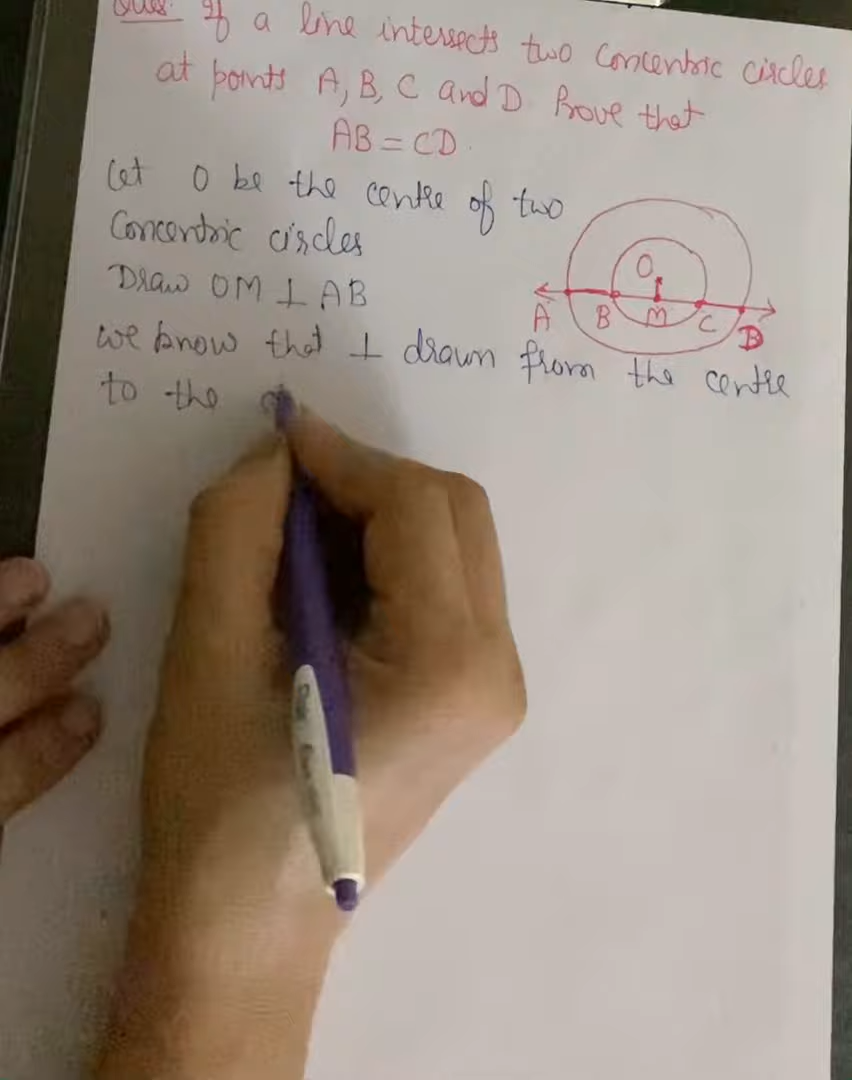 Ques. If a line intersects two concentric circles
at points A, B, C and D Prove that
AB = CD.
Let O be the centre of two
Concentric circles
Draw OM ⊥ AB
we know that ⊥ drawn from the centre
to the
O
A B M C D